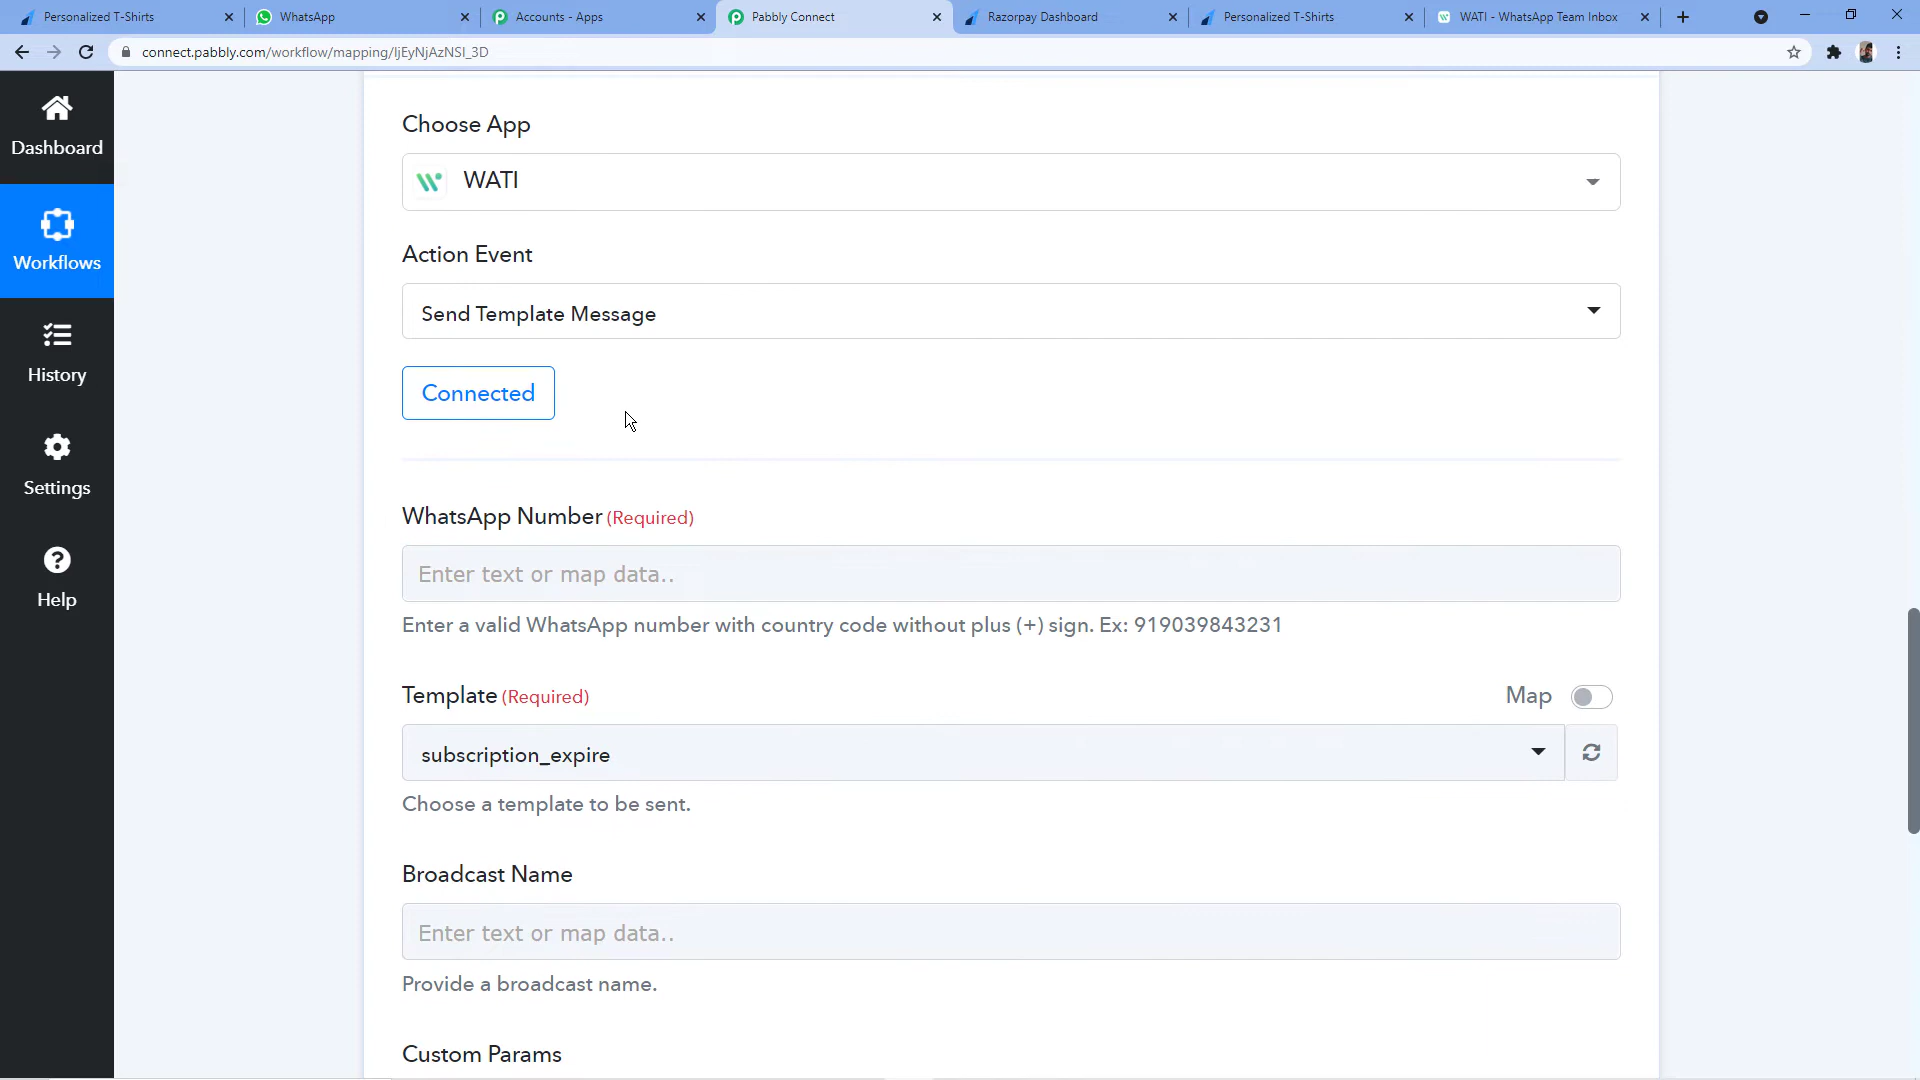 Personalized T-Shirts
WhatsApp
Accounts - Apps
Pabbly Connect
Razorpay Dashboard
Personalized T-Shirts
WATI - WhatsApp Team Inbox
connect.pabbly.com/workflow/mapping/IjEyNjAzNSI_3D
Dashboard
Workflows
History
Settings
Help
Choose App
WATI
Action Event
Send Template Message
Connected
WhatsApp Number (Required)
Enter text or map data..
Enter a valid WhatsApp number with country code without plus (+) sign. Ex: 919039843231
Template (Required)
Map
subscription_expire
Choose a template to be sent.
Broadcast Name
Enter text or map data..
Provide a broadcast name.
Custom Params